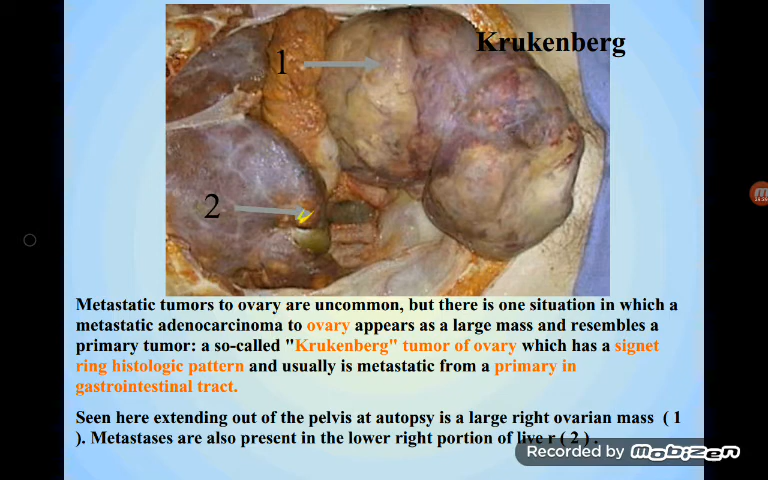 1
Krukenberg
2
Metastatic tumors to ovary are uncommon, but there is one situation in which a
metastatic adenocarcinoma to ovary appears as a large mass and resembles a
primary tumor: a so-called "Krukenberg" tumor of ovary which has a signet
ring histologic pattern and usually is metastatic from a primary in
gastrointestinal tract.
Seen here extending out of the pelvis at autopsy is a large right ovarian mass ( 1
). Metastases are also present in the lower right portion of live r ( 2 ) .
Recorded by mobizen